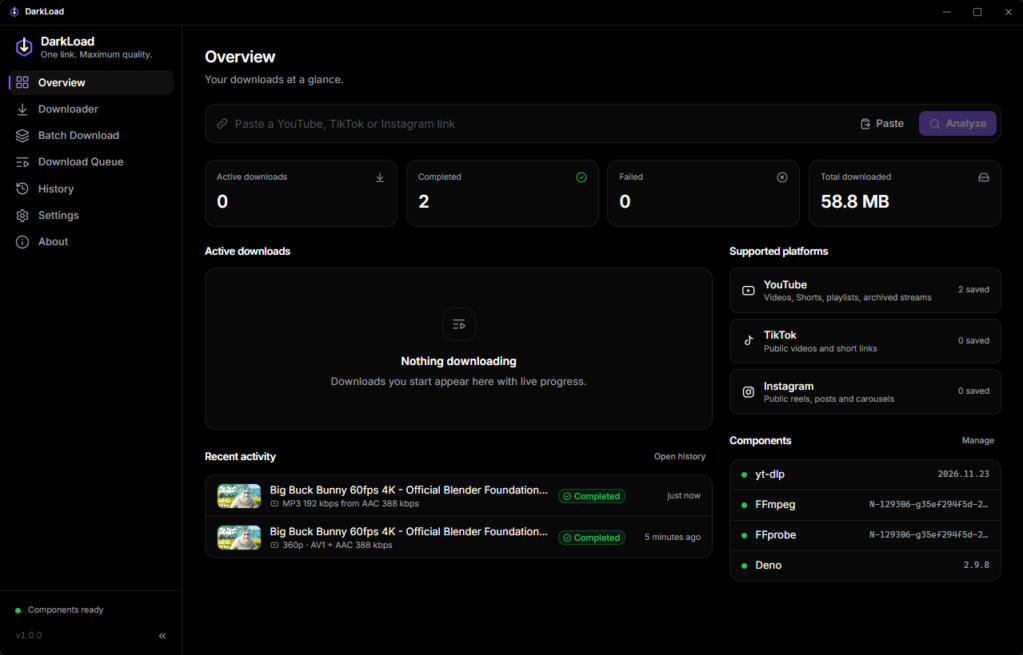 DarkLoad
DarkLoad
One link. Maximum quality.
Overview
Downloader
Batch Download
Download Queue
History
Settings
About
Components ready
v1.0.0
Overview
Your downloads at a glance.
Paste a YouTube, TikTok or Instagram link
Paste
Analyze
Active downloads
0
Completed
2
Failed
0
Total downloaded
58.8 MB
Active downloads
Nothing downloading
Downloads you start appear here with live progress.
Recent activity
Open history
Big Buck Bunny 60fps 4K - Official Blender Foundation...
MP3 192 kbps from AAC 388 kbps
Completed
just now
Big Buck Bunny 60fps 4K - Official Blender Foundation...
360p · AV1 + AAC 388 kbps
Completed
5 minutes ago
Supported platforms
YouTube
Videos, Shorts, playlists, archived streams
2 saved
TikTok
Public videos and short links
0 saved
Instagram
Public reels, posts and carousels
0 saved
Components
Manage
yt-dlp
2026.11.23
FFmpeg
N-129306-g35ef294f5d-2…
FFprobe
N-129306-g35ef294f5d-2…
Deno
2.9.8